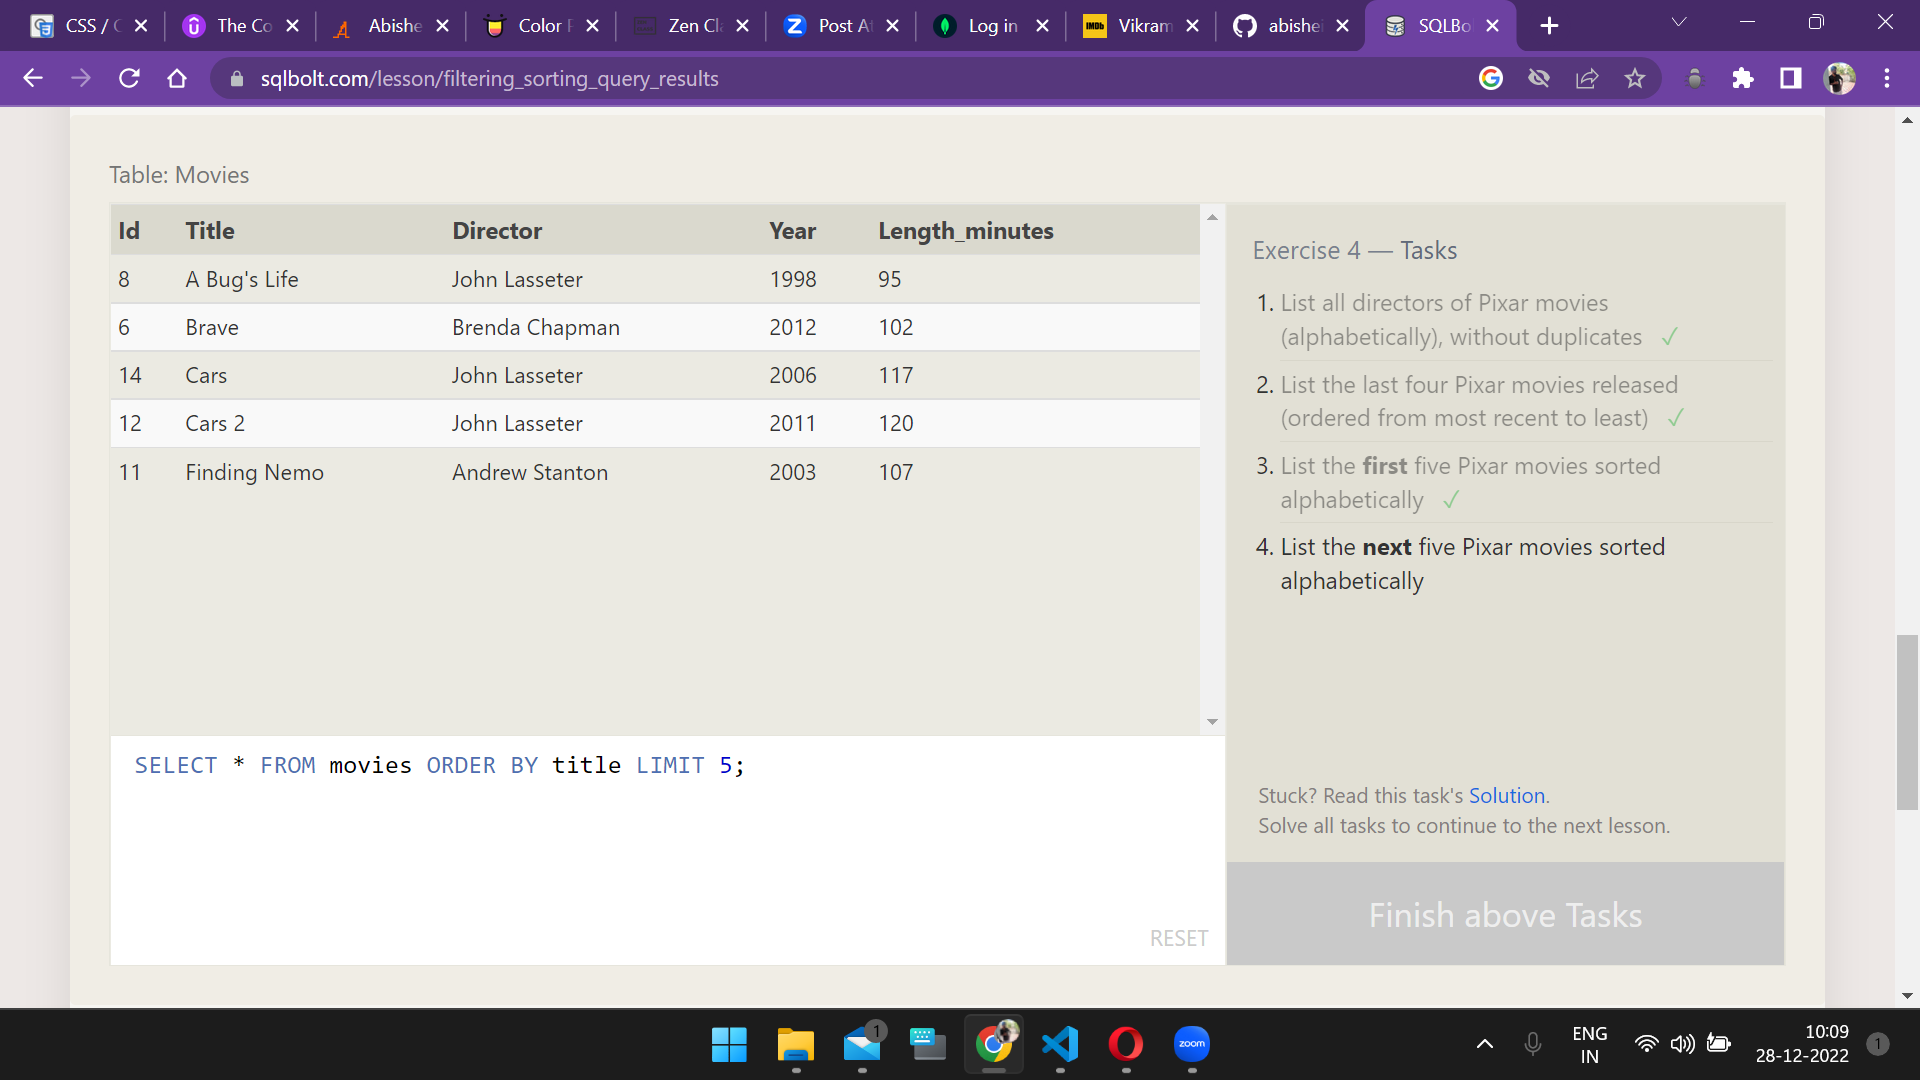 CSS / C
The Co
Abishe
Color P
Zen Cla
Post At
Log in
IMDb
Vikram
abishei
SQLBo
sqlbolt.com/lesson/filtering_sorting_query_results
Table: Movies
Id Title Director Year Length_minutes
8 A Bug's Life John Lasseter 1998 95
6 Brave Brenda Chapman 2012 102
14 Cars John Lasseter 2006 117
12 Cars 2 John Lasseter 2011 120
11 Finding Nemo Andrew Stanton 2003 107
SELECT * FROM movies ORDER BY title LIMIT 5;
RESET
Exercise 4 — Tasks
1. List all directors of Pixar movies
(alphabetically), without duplicates ✓
2. List the last four Pixar movies released
(ordered from most recent to least) ✓
3. List the first five Pixar movies sorted
alphabetically ✓
4. List the next five Pixar movies sorted
alphabetically
Stuck? Read this task's Solution.
Solve all tasks to continue to the next lesson.
Finish above Tasks
1
zoom
ENG
IN
10:09
28-12-2022
1